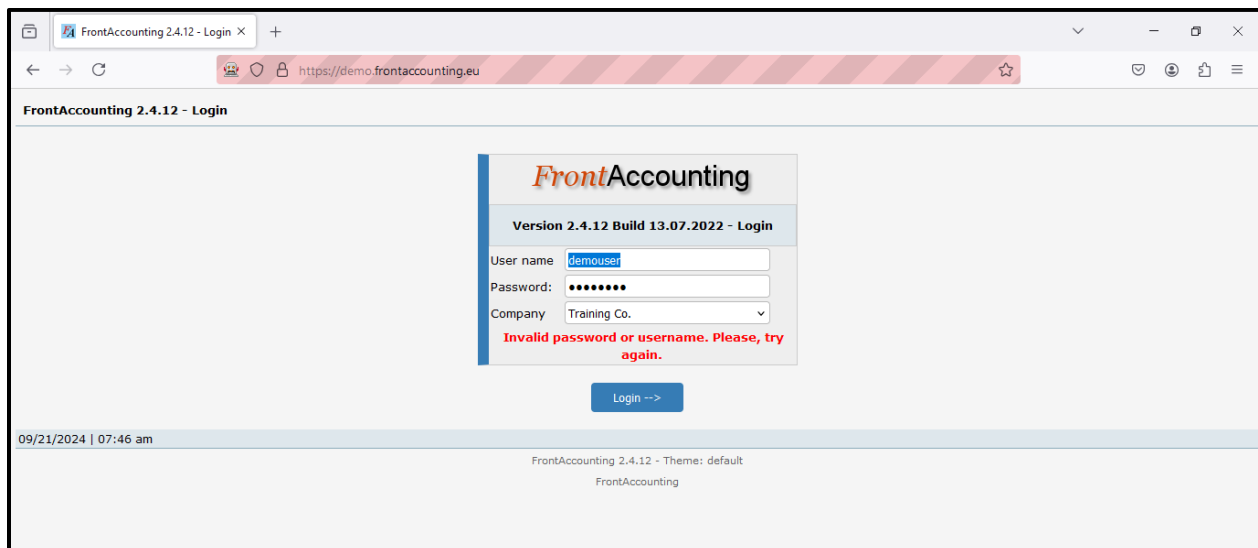 FrontAccounting 2.4.12 - Login
https://demo.frontaccounting.eu
FrontAccounting 2.4.12 - Login
FrontAccounting
Version 2.4.12 Build 13.07.2022 - Login
User name demouser
Password: ••••••••
Company Training Co.
Invalid password or username. Please, try
again.
Login -->
09/21/2024 | 07:46 am
FrontAccounting 2.4.12 - Theme: default
FrontAccounting